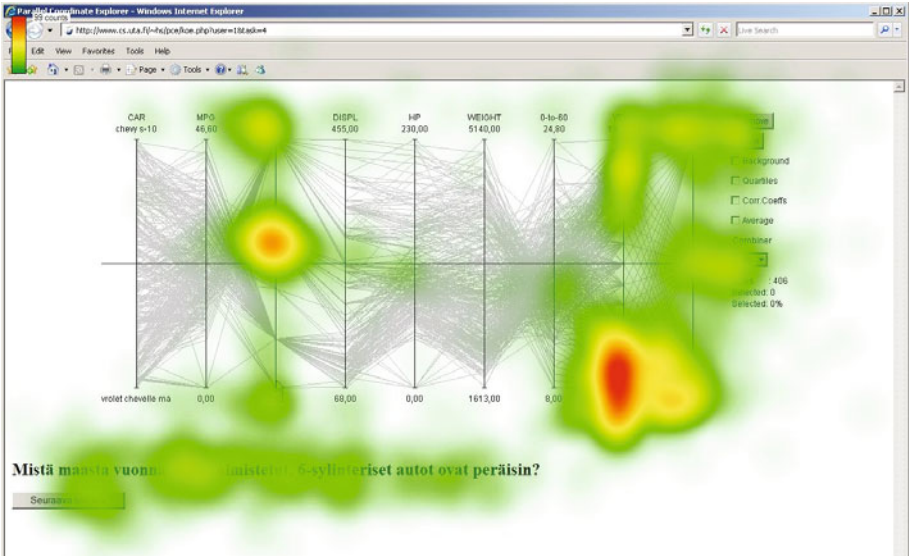 Parallel Coordinate Explorer - Windows Internet Explorer
99 counts
http://www.cs.uta.fi/~hs/pce/koe.php?user=1&task=4
Live Search
Edit View Favorites Tools Help
Page Tools
CAR MPG DISPL HP WEIGHT 0-to-60
chevy s-10 46,60 455,00 230,00 5140,00 24,80
Background
Quartiles
Corr.Coeffs
Average
Combiner
: 406
Selected: 0
Selected: 0%
vrolet chevelle ma 0,00 68,00 0,00 1613,00 8,00
Mistä maasta 6-sylinteriset autot ovat peräisin?